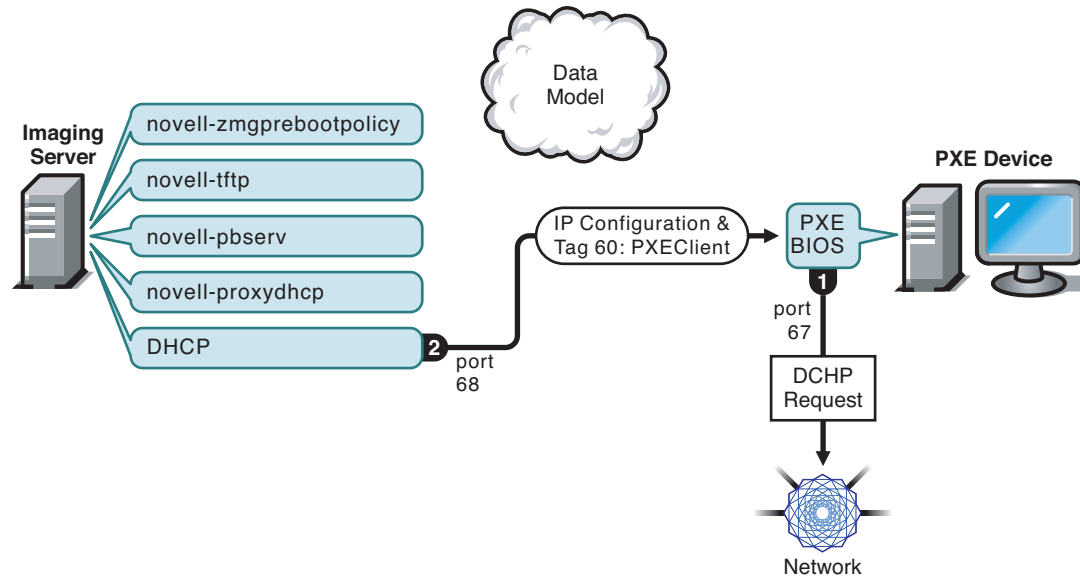 Data
Model
Imaging
Server
novell-zmgprebootpolicy
novell-tftp
novell-pbserv
novell-proxydhcp
DHCP
2
port
68
IP Configuration &
Tag 60: PXEClient
PXE
BIOS
PXE Device
1
port
67
DCHP
Request
Network